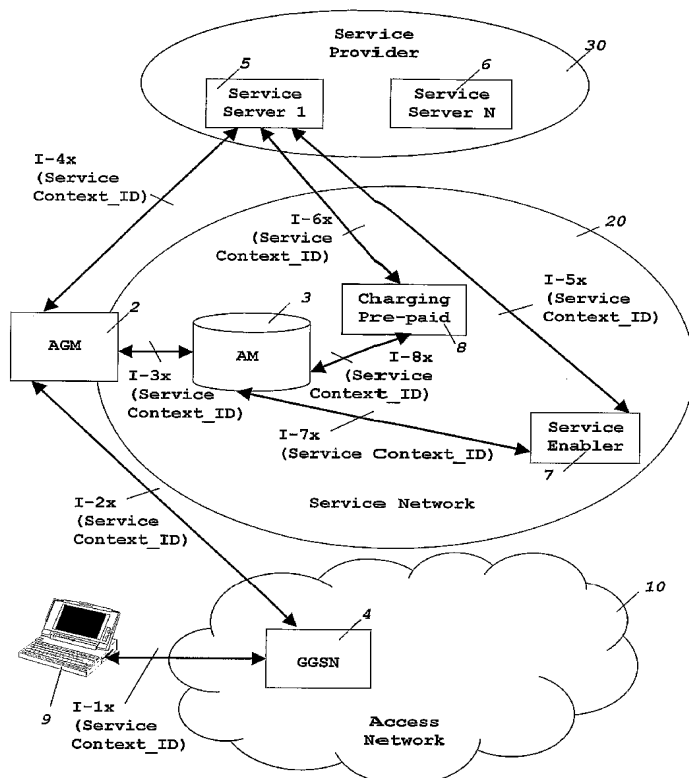 Service
Provider
30
5
6
Service
Server 1
Service
Server N
I-4x
(Service
Context_ID)
I-6x
(Service
Context_ID)
20
2
3
Charging
Pre-paid
8
I-5x
(Service
Context_ID)
AGM
AM
I-3x
(Service
Context_ID)
I-8x
(Service
Context_ID)
I-7x
(Service Context_ID)
Service
Enabler
7
I-2x
(Service
Context_ID)
Service Network
10
4
GGSN
9
I-1x
(Service
Context_ID)
Access
Network